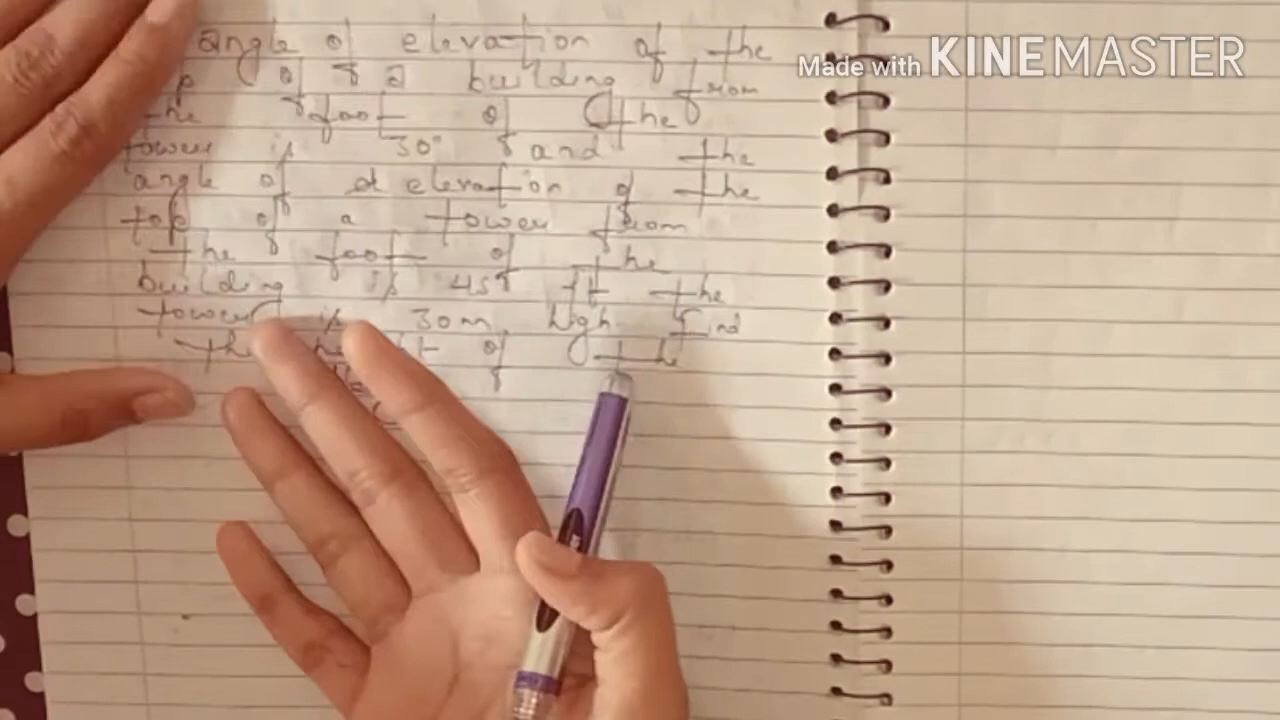 angle of elevation of the
Made with KINEMASTER
p of a building from
the foot of the
tower is 30° and the
angle of elevation of the
top of a tower from
the foot of the
building is 45° If the
tower is 30m high find
the of the